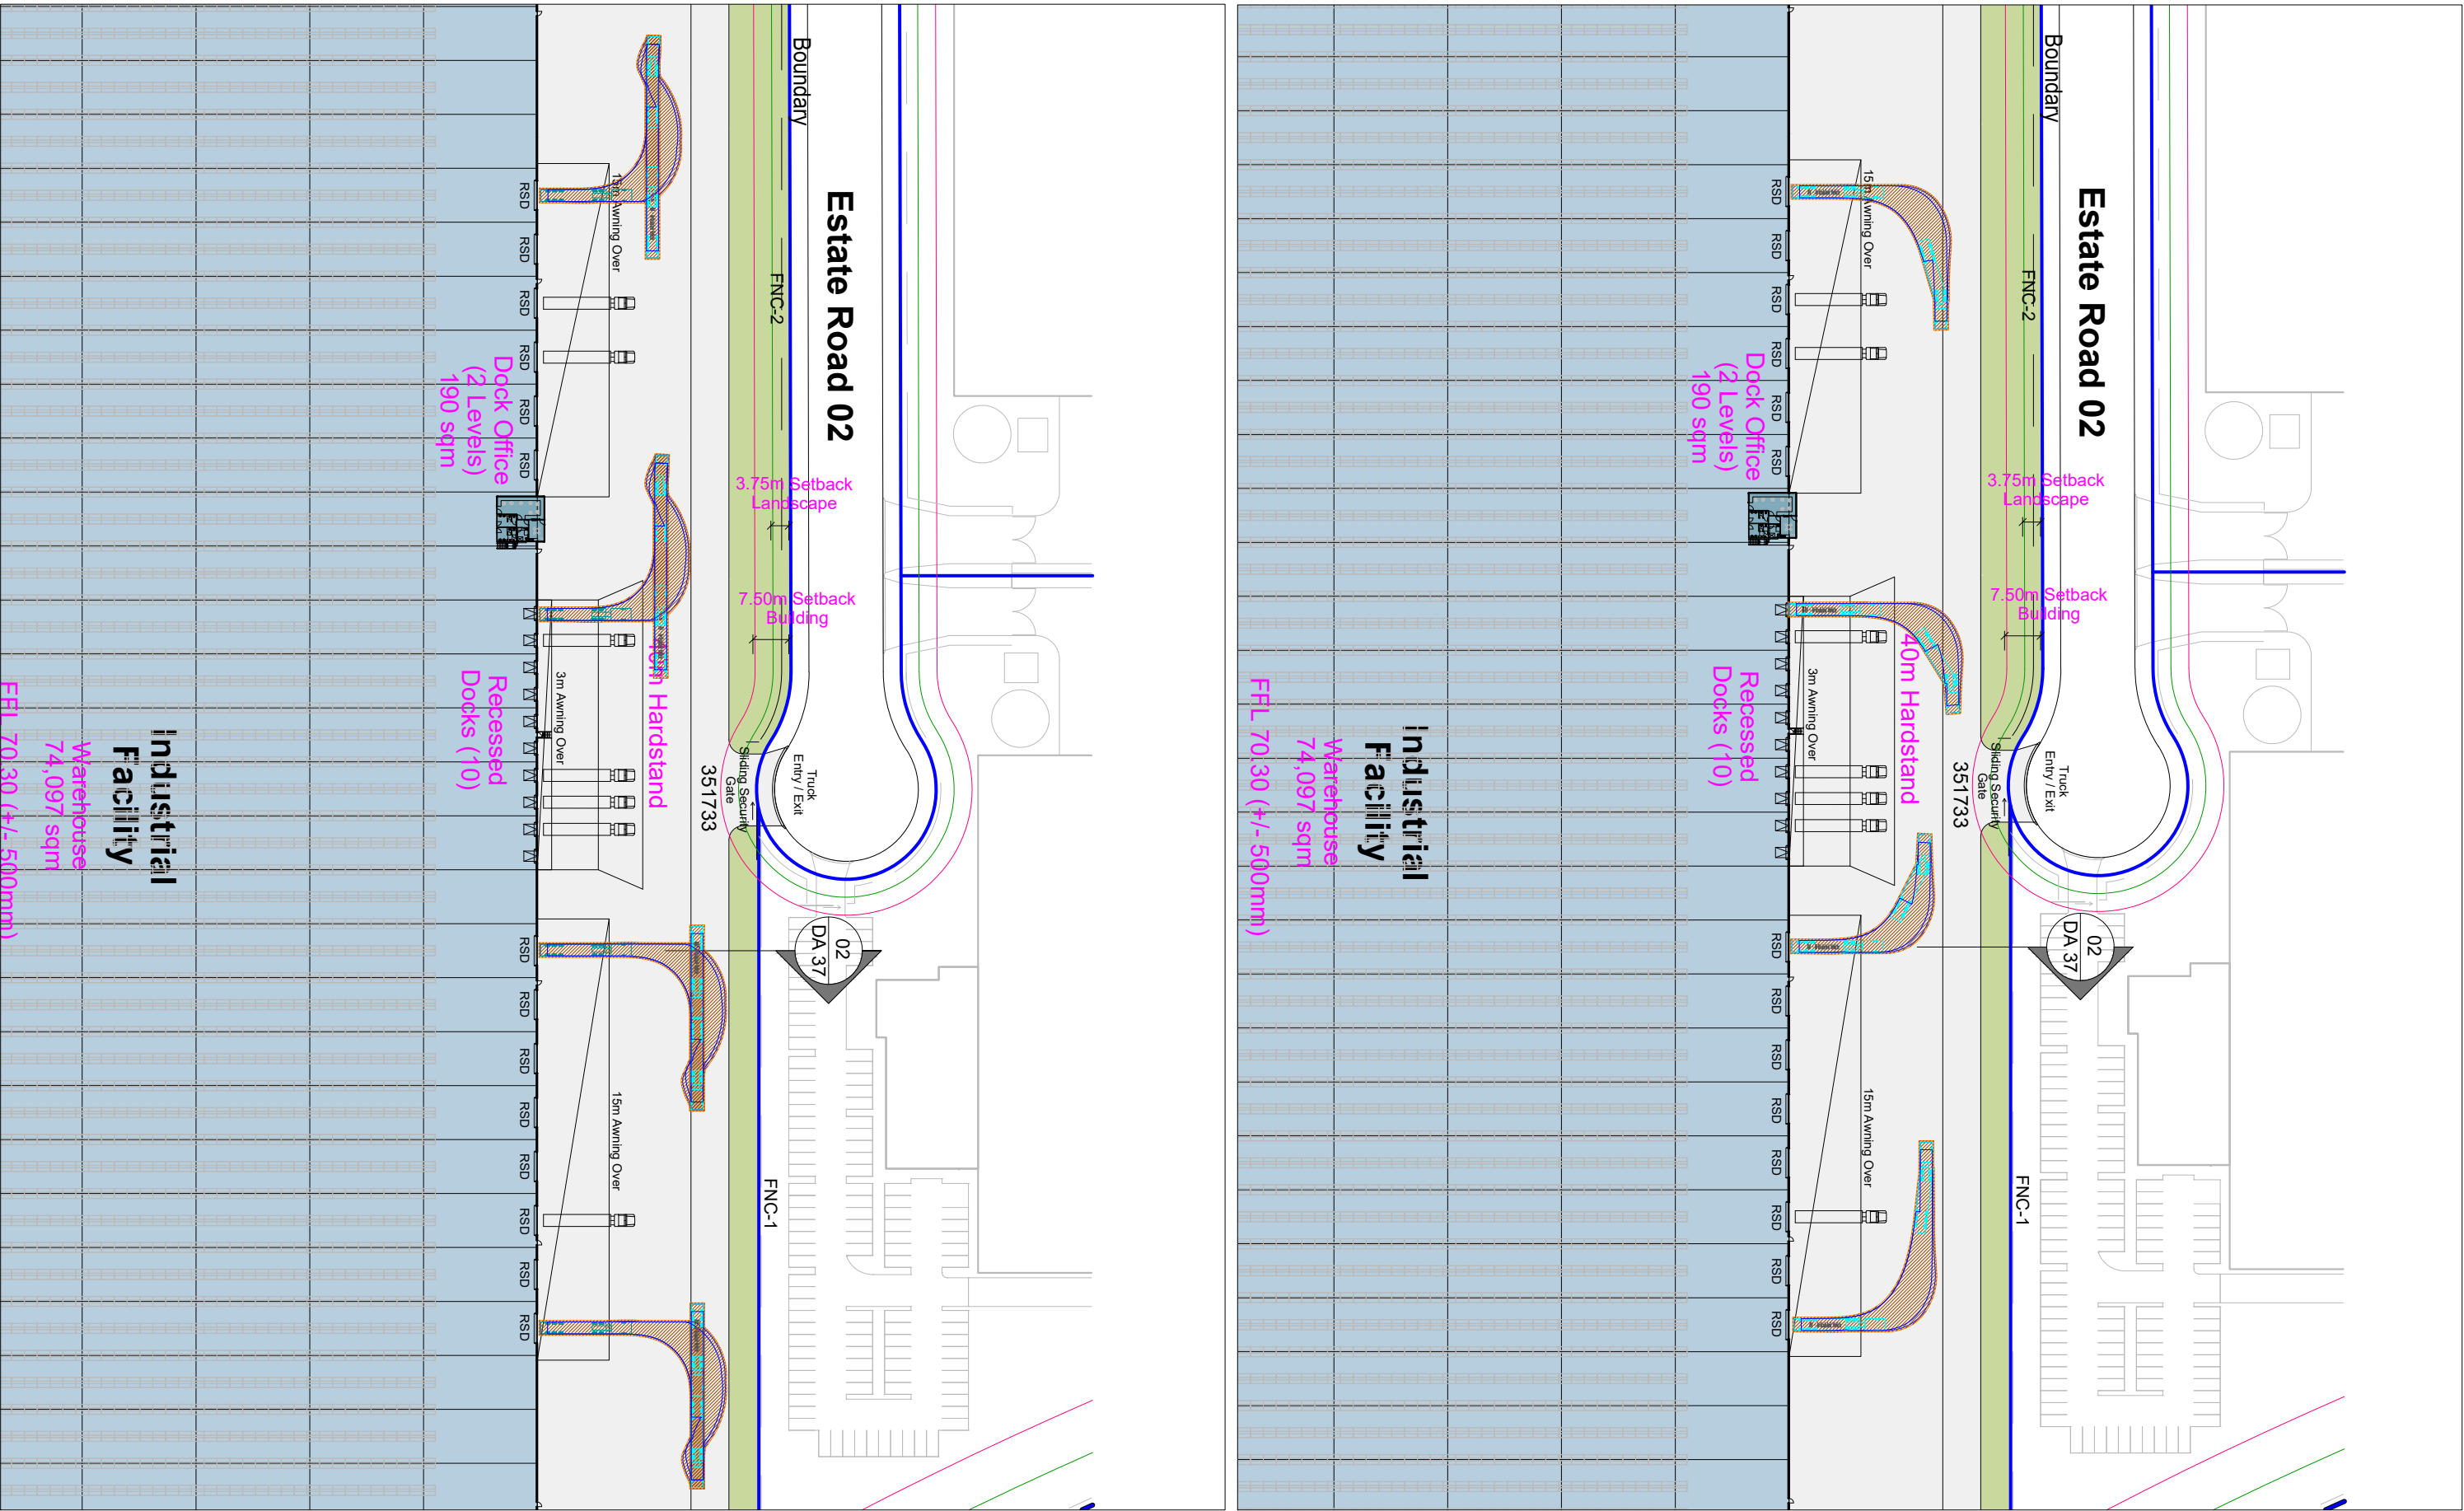 Estate Road 02
Boundary
FNC-2
3.75m Setback
Landscape
7.50m Setback
Building
Truck
Entry / Exit
Sliding Security
Gate
351733
02
DA 37
FNC-1
15m Awning Over
40m Hardstand
3m Awning Over
15m Awning Over
RSD
RSD
RSD
RSD
RSD
RSD
RSD
RSD
RSD
RSD
RSD
RSD
RSD
RSD
Dock Office
(2 Levels)
190 sqm
Recessed
Docks (10)
Industrial
Facility
Warehouse
74,097 sqm
FFL 70.30 (+/- 500mm)
Estate Road 02
Boundary
FNC-2
3.75m Setback
Landscape
7.50m Setback
Building
Truck
Entry / Exit
Sliding Security
Gate
351733
02
DA 37
FNC-1
15m Awning Over
40m Hardstand
3m Awning Over
15m Awning Over
RSD
RSD
RSD
RSD
RSD
RSD
RSD
RSD
RSD
RSD
RSD
RSD
RSD
RSD
Dock Office
(2 Levels)
190 sqm
Recessed
Docks (10)
Industrial
Facility
Warehouse
74,097 sqm
FFL 70.30 (+/- 500mm)